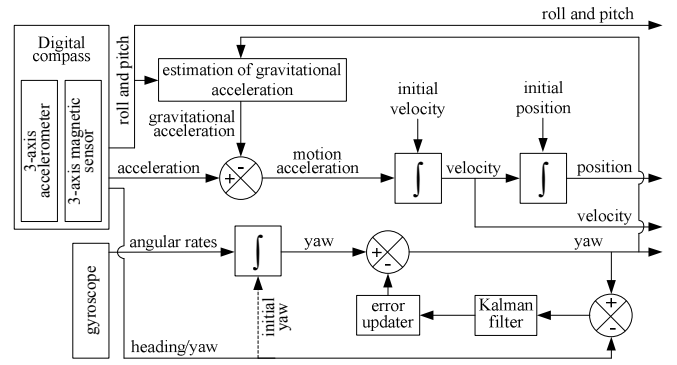 roll and pitch
Digital
compass
3-axis
accelerometer
3-axis magnetic
sensor
roll and pitch
estimation of gravitational
acceleration
gravitational
acceleration
initial
velocity
initial
position
acceleration
+
-
motion
acceleration
∫
velocity
∫
position
velocity
gyroscope
angular rates
∫
yaw
+
-
yaw
initial
yaw
error
updater
Kalman
filter
+
-
heading/yaw